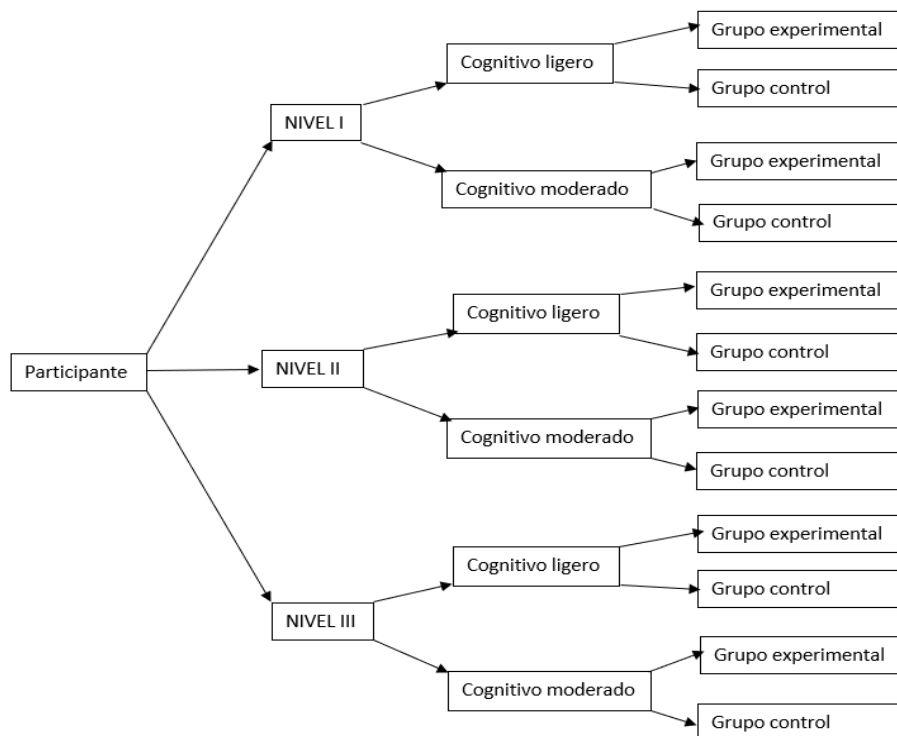 Grupo experimental
Cognitivo ligero
Grupo control
NIVEL I
Grupo experimental
Cognitivo moderado
Grupo control
Grupo experimental
Cognitivo ligero
Grupo control
Participante
NIVEL II
Grupo experimental
Cognitivo moderado
Grupo control
Grupo experimental
Cognitivo ligero
Grupo control
NIVEL III
Grupo experimental
Cognitivo moderado
Grupo control